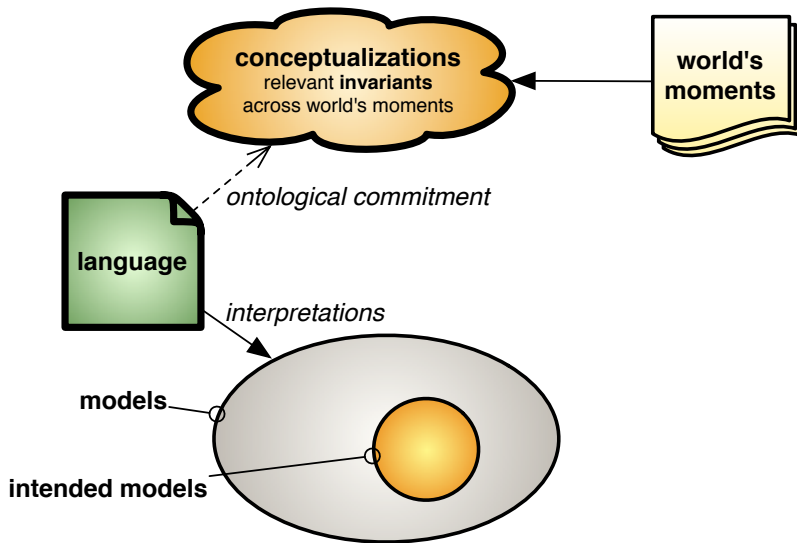 conceptualizations
relevant invariants
across world's moments
world's
moments
ontological commitment
language
interpretations
models
intended models